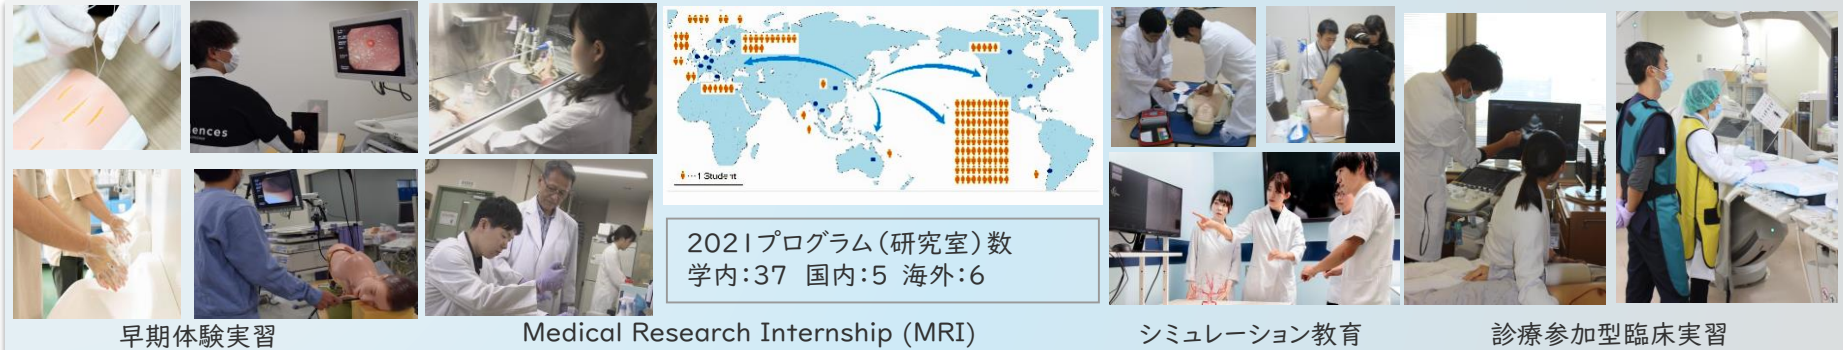 ences
…1 Student
2021プログラム(研究室)数
学内:37 国内:5 海外:6
早期体験実習
Medical Research Internship (MRI)
シミュレーション教育
診療参加型臨床実習